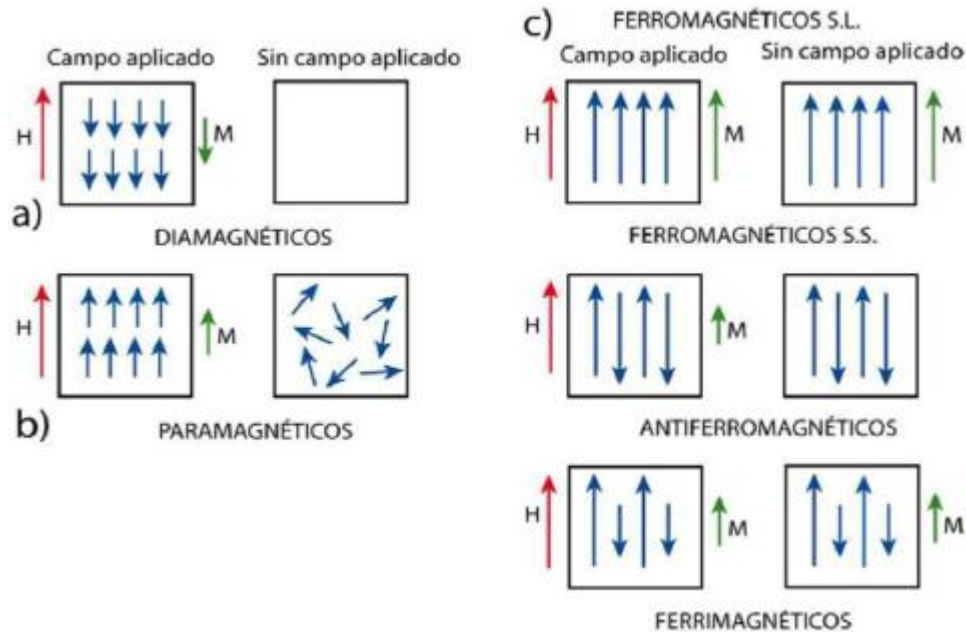 Campo aplicado
Sin campo aplicado
H
M
a)
DIAMAGNÉTICOS
H
M
b)
PARAMAGNÉTICOS
c)
FERROMAGNÉTICOS S.L.
Campo aplicado
Sin campo aplicado
H
M
M
FERROMAGNÉTICOS S.S.
H
M
ANTIFERROMAGNÉTICOS
H
M
M
FERRIMAGNÉTICOS